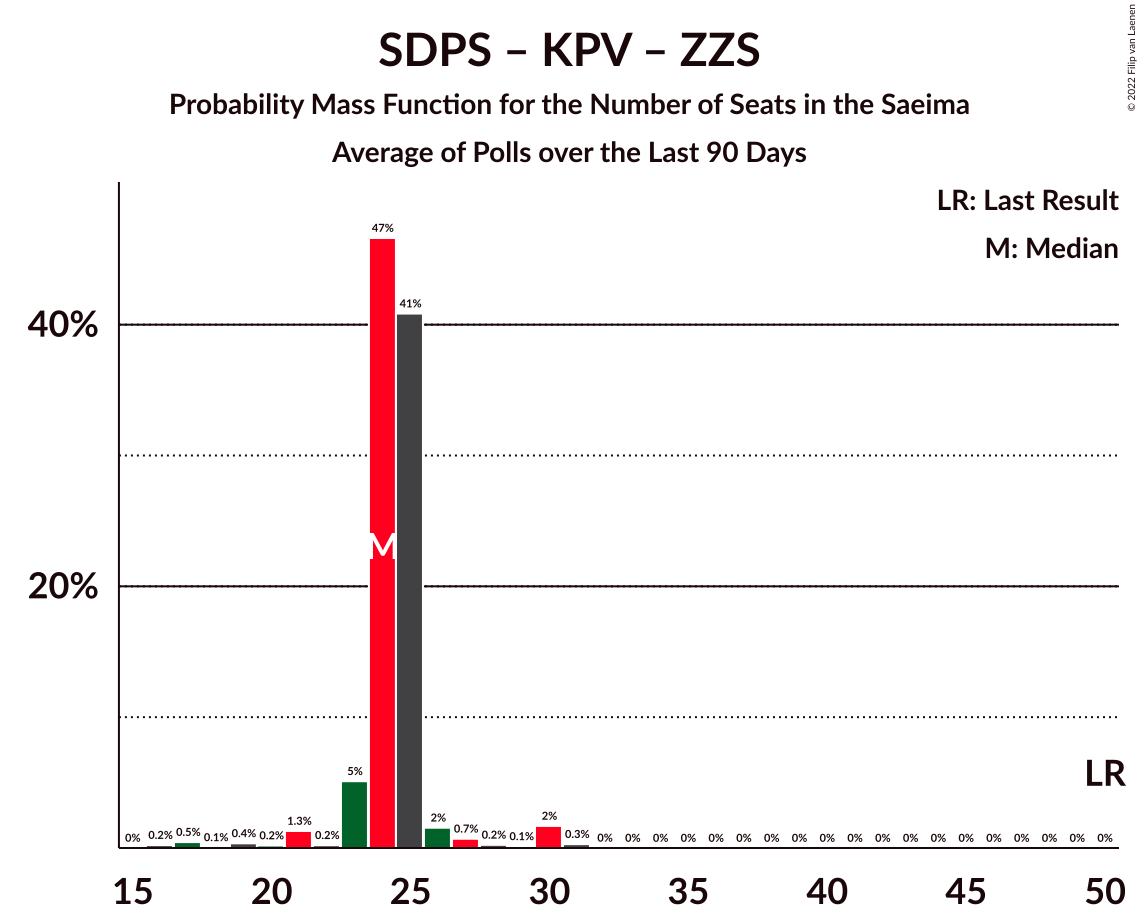 SDPS – KPV – ZZS
Probability Mass Function for the Number of Seats in the Saeima
Average of Polls over the Last 90 Days
© 2022 Filip van Laenen
LR: Last Result
M: Median
47%
41%
40%
M
20%
LR
5%
2%
1.3%
0.7%
2%
0% 0.2% 0.5% 0.1% 0.4% 0.2% 0.2% 0.2% 0.1% 0.3% 0% 0% 0% 0% 0% 0% 0% 0% 0% 0% 0% 0% 0% 0% 0% 0% 0% 0% 0%
15 20 25 30 35 40 45 50